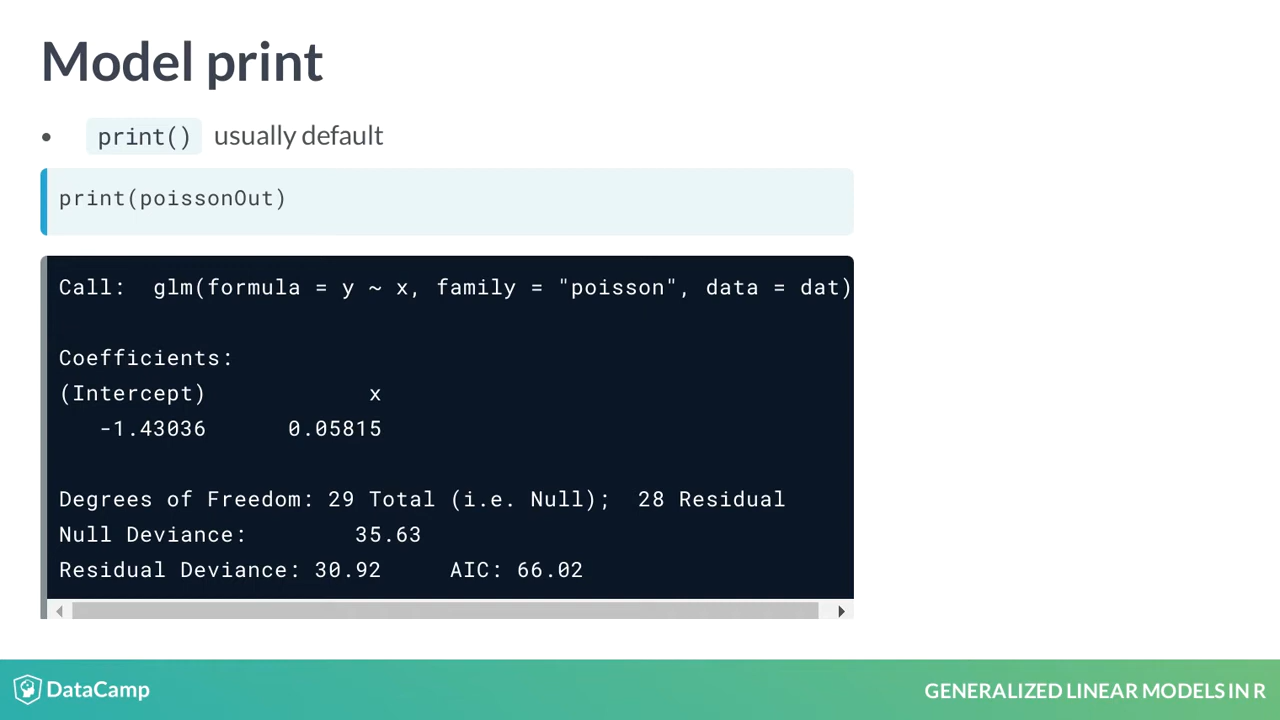 Model print
• print() usually default
print(poissonOut)
Call:  glm(formula = y ~ x, family = "poisson", data = dat)
Coefficients:
(Intercept)            x
   -1.43036      0.05815
Degrees of Freedom: 29 Total (i.e. Null);  28 Residual
Null Deviance:        35.63
Residual Deviance: 30.92     AIC: 66.02
DataCamp
GENERALIZED LINEAR MODELS IN R